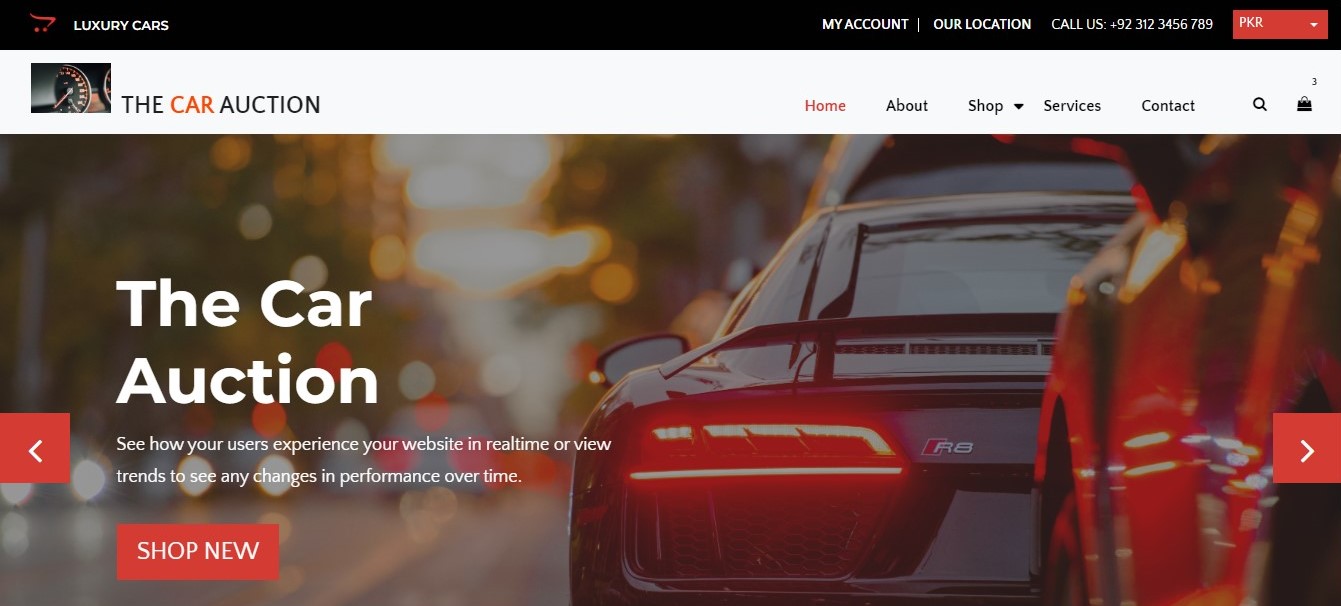 LUXURY CARS
MY ACCOUNT | OUR LOCATION CALL US: +92 312 3456 789 PKR
THE CAR AUCTION
3
Home About Shop Services Contact
The Car
Auction
R8
See how your users experience your website in realtime or view
trends to see any changes in performance over time.
SHOP NEW